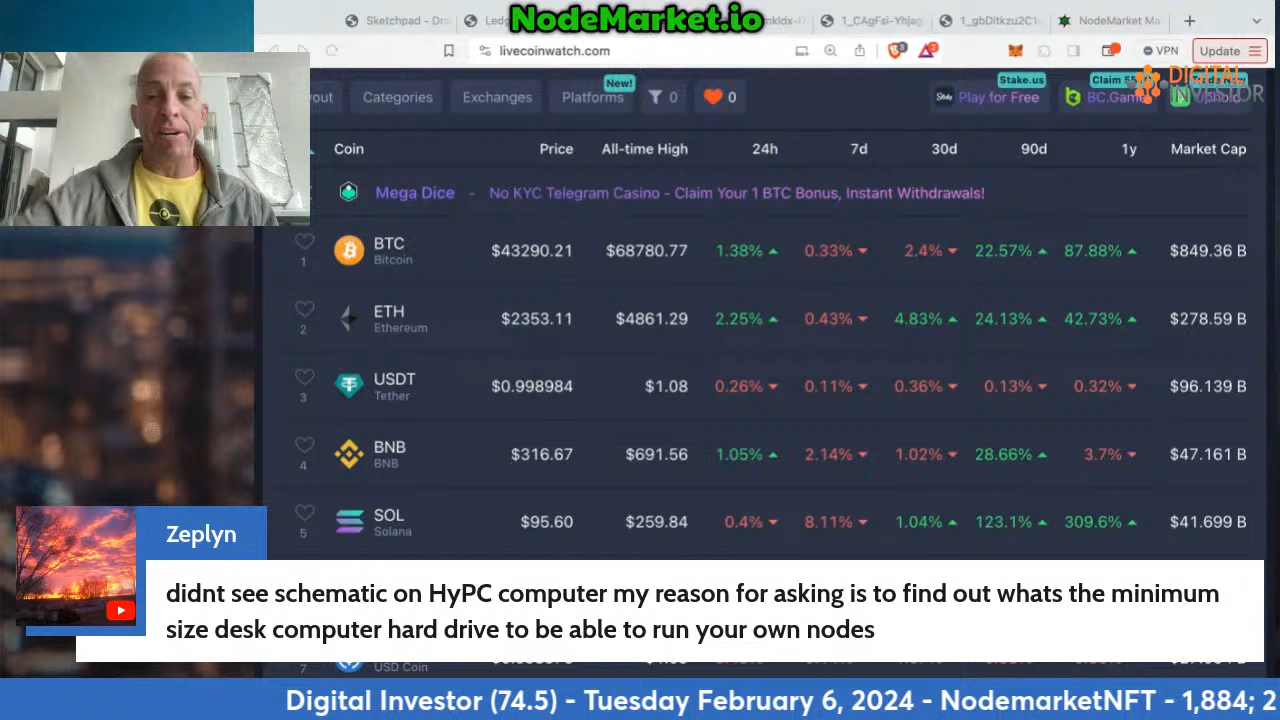 NodeMarket.io
Sketchpad - Dra
Ledg
1_CAgFsi-Yhjag
1_gbDitkzu2C1
NodeMarket Ma
livecoinwatch.com
VPN
Update
DIGITAL
INVESTOR
New!
Stake.us
Categories
Exchanges
Platforms
0
0
Stake
Play for Free
BC.Game
Coin
Price
All-time High
24h
7d
30d
90d
1y
Market Cap
Mega Dice - No KYC Telegram Casino - Claim Your 1 BTC Bonus, Instant Withdrawals!
1
BTC
Bitcoin
$43290.21
$68780.77
1.38%
0.33%
2.4%
22.57%
87.88%
$849.36 B
2
ETH
Ethereum
$2353.11
$4861.29
2.25%
0.43%
4.83%
24.13%
42.73%
$278.59 B
3
USDT
Tether
$0.998984
$1.08
0.26%
0.11%
0.36%
0.13%
0.32%
$96.139 B
4
BNB
BNB
$316.67
$691.56
1.05%
2.14%
1.02%
28.66%
3.7%
$47.161 B
5
SOL
Solana
$95.60
$259.84
0.4%
8.11%
1.04%
123.1%
309.6%
$41.699 B
Zeplyn
didnt see schematic on HyPC computer my reason for asking is to find out whats the minimum
size desk computer hard drive to be able to run your own nodes
7
USD Coin
Digital Investor (74.5) - Tuesday February 6, 2024 - NodemarketNFT - 1,884; 2